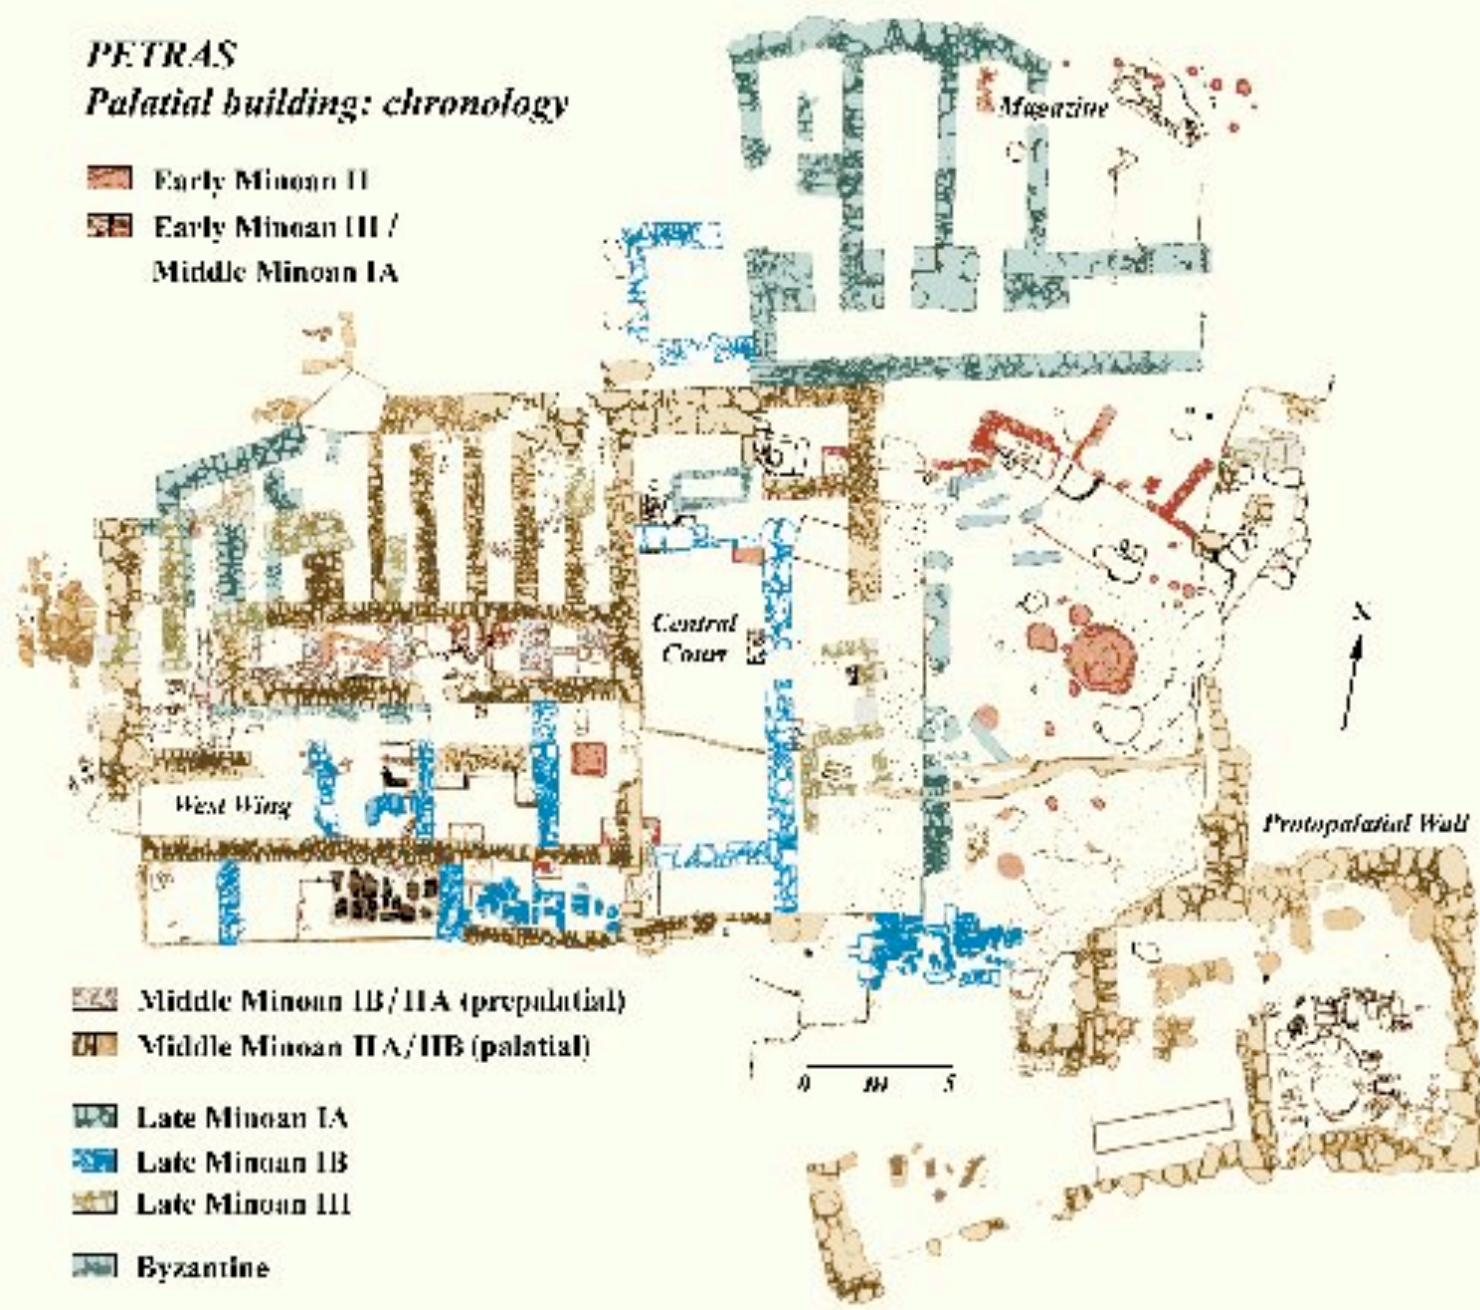 PETRAS
Palatial building: chronology
Early Minoan II
Early Minoan III /
Middle Minoan IA
Magazine
Central
Court
West Wing
Protopalatial Wall
N
Middle Minoan IB/IIA (prepalatial)
Middle Minoan IIA/IIB (palatial)
0 m 5
Late Minoan IA
Late Minoan IB
Late Minoan III
Byzantine